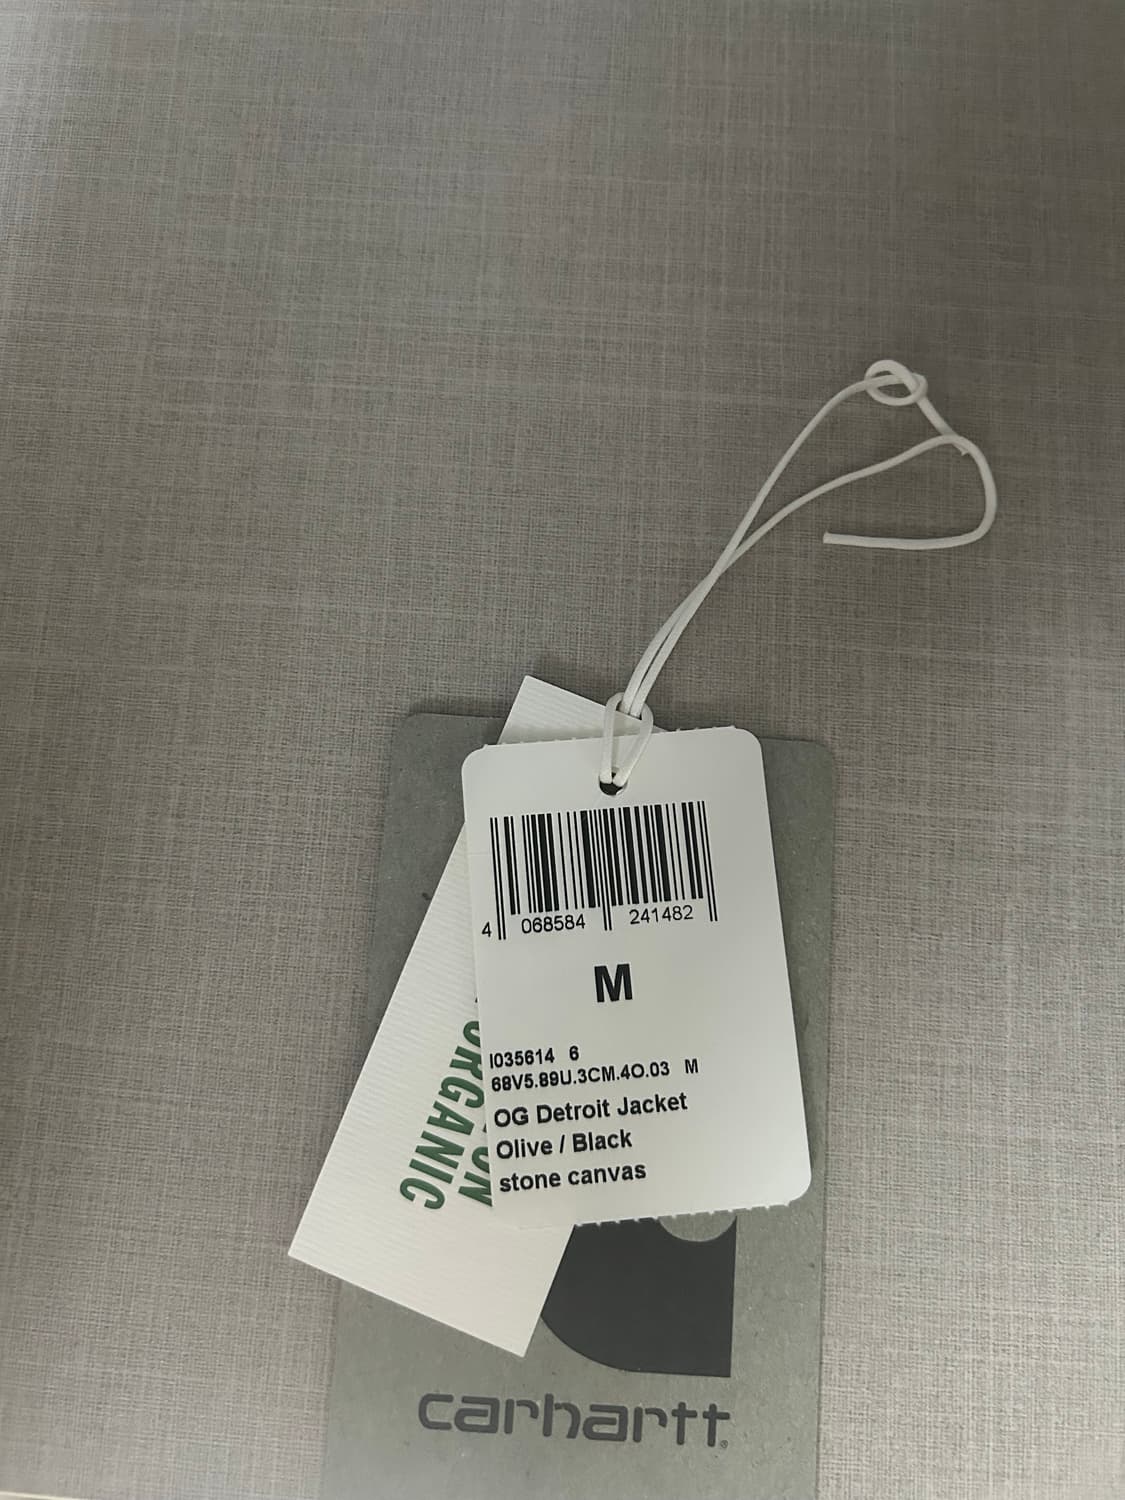 4 068584 241482
M
I035614 6
68V5.89U.3CM.4O.03 M
OG Detroit Jacket
Olive / Black
stone canvas
ORGANIC
carhartt